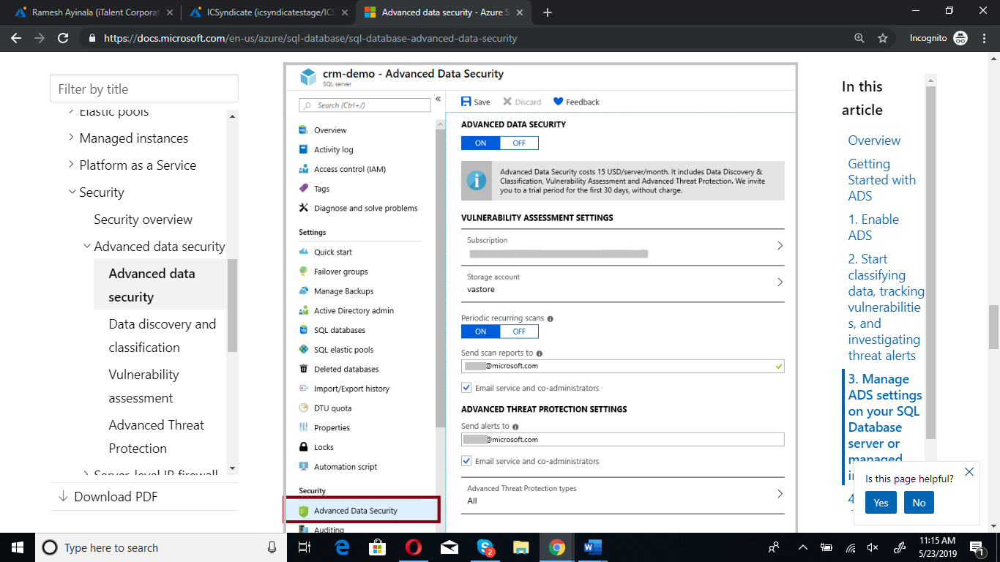 Ramesh Ayinala (iTalent Corporat
ICSyndicate (icsyndicatestage/ICS
Advanced data security - Azure S
https://docs.microsoft.com/en-us/azure/sql-database/sql-database-advanced-data-security
Incognito
Filter by title
Elastic pools
Managed instances
Platform as a Service
Security
Security overview
Advanced data security
Advanced data
security
Data discovery and
classification
Vulnerability
assessment
Advanced Threat
Protection
Server-level IP firewall
Download PDF
crm-demo - Advanced Data Security
SQL server
Search (Ctrl+/)
Overview
Activity log
Access control (IAM)
Tags
Diagnose and solve problems
Settings
Quick start
Failover groups
Manage Backups
Active Directory admin
SQL databases
SQL elastic pools
Deleted databases
Import/Export history
DTU quota
Properties
Locks
Automation script
Security
Advanced Data Security
Auditing
Save
Discard
Feedback
ADVANCED DATA SECURITY
ON OFF
Advanced Data Security costs 15 USD/server/month. It includes Data Discovery &
Classification, Vulnerability Assessment and Advanced Threat Protection. We invite
you to a trial period for the first 30 days, without charge.
VULNERABILITY ASSESSMENT SETTINGS
Subscription
Storage account
vastore
Periodic recurring scans
ON OFF
Send scan reports to
@microsoft.com
Email service and co-administrators
ADVANCED THREAT PROTECTION SETTINGS
Send alerts to
@microsoft.com
Email service and co-administrators
Advanced Threat Protection types
All
In this
article
Overview
Getting
Started with
ADS
1. Enable
ADS
2. Start
classifying
data, tracking
vulnerabilitie
s, and
investigating
threat alerts
3. Manage
ADS settings
on your SQL
Database
server or
managed
Is this page helpful?
Yes No
Type here to search
2
11:15 AM
5/23/2019
1